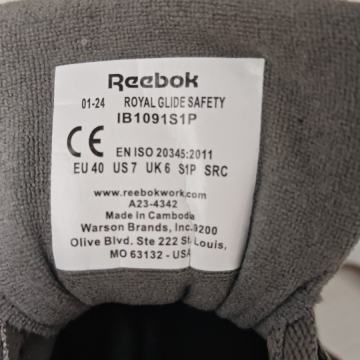 Reebok
01-24 ROYAL GLIDE SAFETY
IB1091S1P
CE EN ISO 20345:2011
EU 40 US 7 UK 6 S1P SRC
www.reebokwork.com
A23-4342
Made in Cambodia
Warson Brands, Inc. 9200
Olive Blvd. Ste 222 St. Louis,
MO 63132 - USA